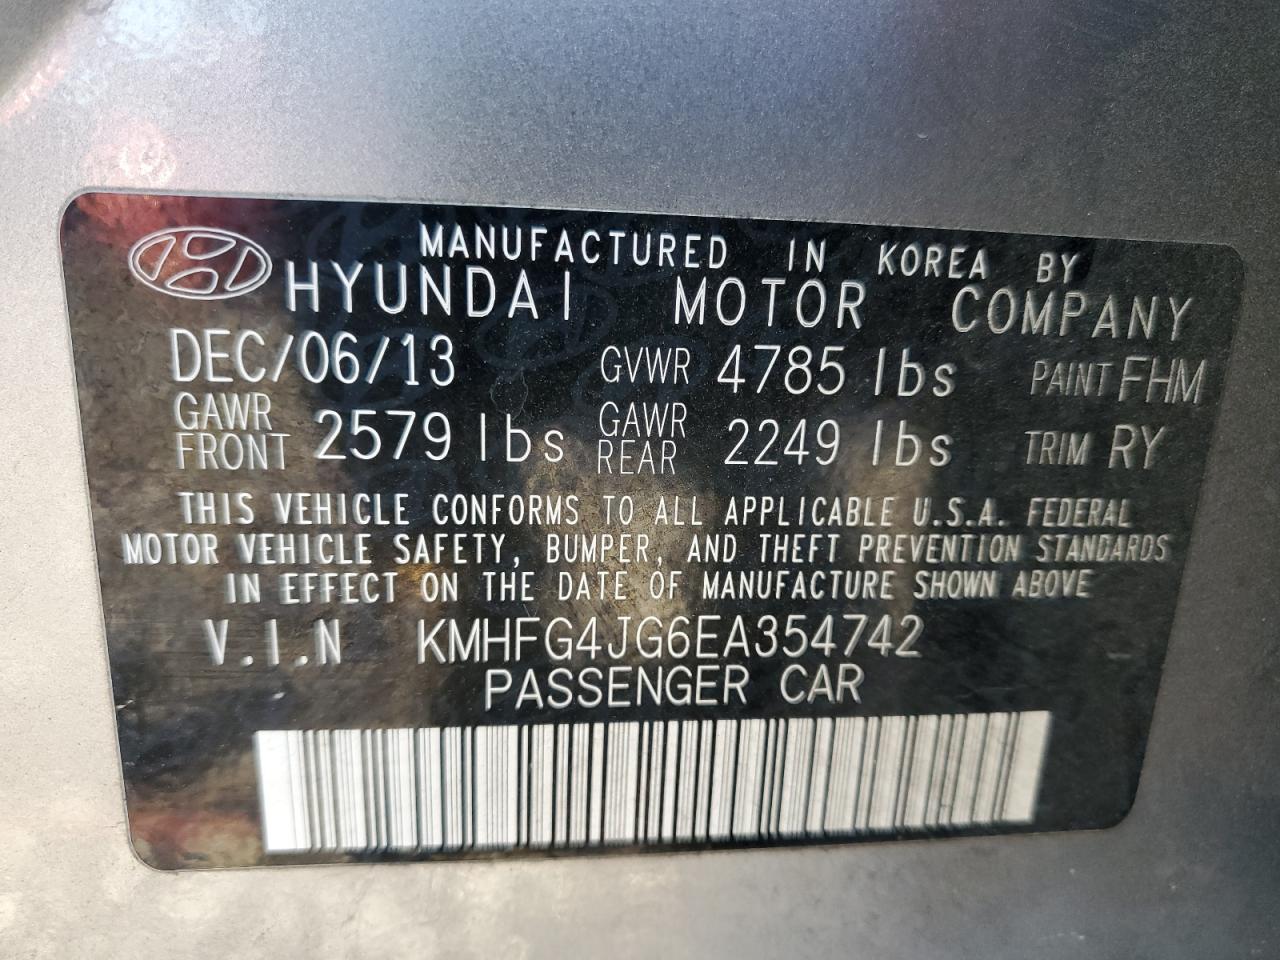 MANUFACTURED IN KOREA BY
HYUNDAI MOTOR COMPANY
DEC/06/13 GVWR 4785 lbs PAINT FHM
GAWR FRONT 2579 lbs GAWR REAR 2249 lbs TRIM RY
THIS VEHICLE CONFORMS TO ALL APPLICABLE U.S.A. FEDERAL
MOTOR VEHICLE SAFETY, BUMPER, AND THEFT PREVENTION STANDARDS
IN EFFECT ON THE DATE OF MANUFACTURE SHOWN ABOVE
V.I.N KMHFG4JG6EA354742
PASSENGER CAR